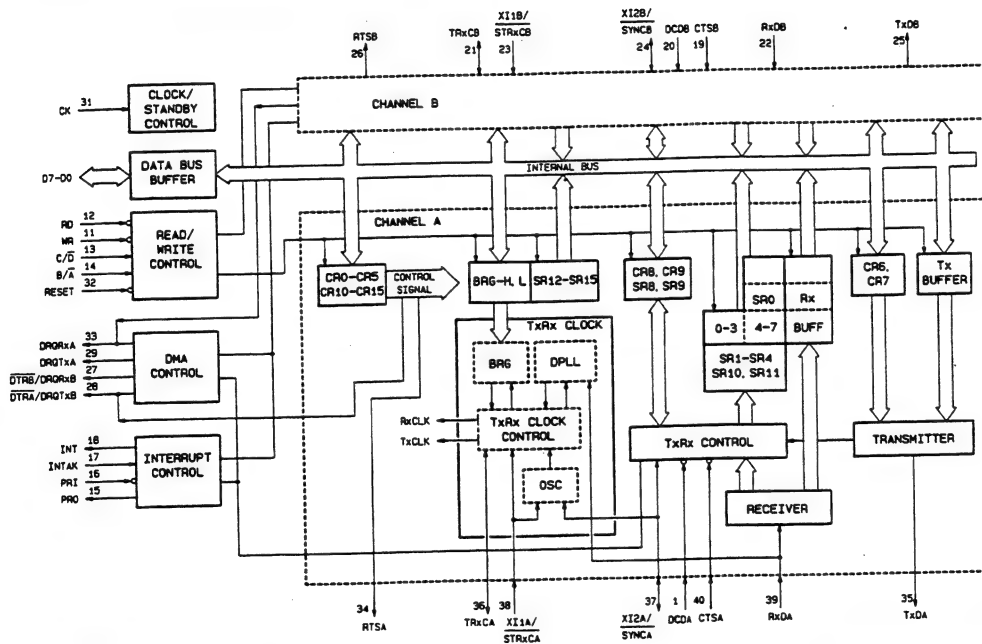 RTSB
26
TRxCB
21
XI1B/
STRxCB
23
XI2B/
SYNCB
24
DCDB
20
CTSB
19
RxDB
22
TxDB
25
CK
31
CLOCK/
STANDBY
CONTROL
CHANNEL B
D7-D0
DATA BUS
BUFFER
INTERNAL BUS
RD
12
WR
11
C/D
13
B/A
14
RESET
32
READ/
WRITE
CONTROL
CHANNEL A
CR0-CR5
CR10-CR15
CONTROL
SIGNAL
BRG-H, L
SR12-SR15
CR8, CR9
SR8, SR9
SR0
Rx
0-3
4-7
BUFF
SR1-SR4
SR10, SR11
CR6,
CR7
Tx
BUFFER
DRQRxA
33
DRQTxA
29
DTRB/DRQRxB
27
DTRA/DRQTxB
28
DMA
CONTROL
TxRx CLOCK
BRG
DPLL
RxCLK
TxCLK
TxRx CLOCK
CONTROL
OSC
TxRx CONTROL
TRANSMITTER
RECEIVER
INT
18
INTAK
17
PRI
16
PRO
15
INTERRUPT
CONTROL
34
RTSA
36
TRxCA
38
XI1A/
STRxCA
37
XI2A/
SYNCA
1
DCDA
40
CTSA
39
RxDA
35
TxDA